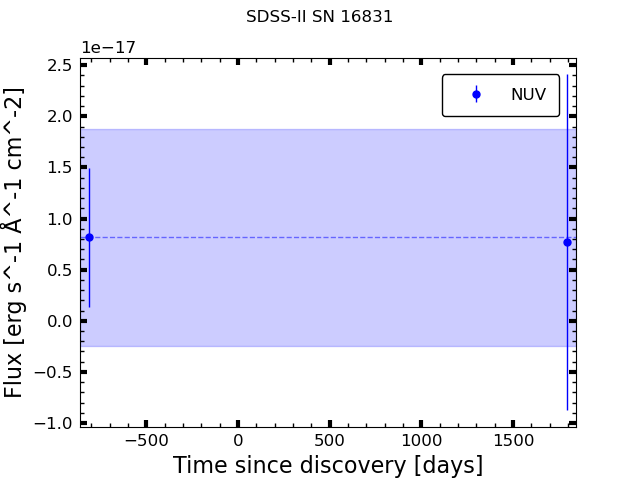 SDSS-II SN 16831
1e−17
NUV
2.5
2.0
1.5
1.0
0.5
0.0
−0.5
−1.0
Flux [erg s^-1 Å^-1 cm^-2]
−500 0 500 1000 1500
Time since discovery [days]